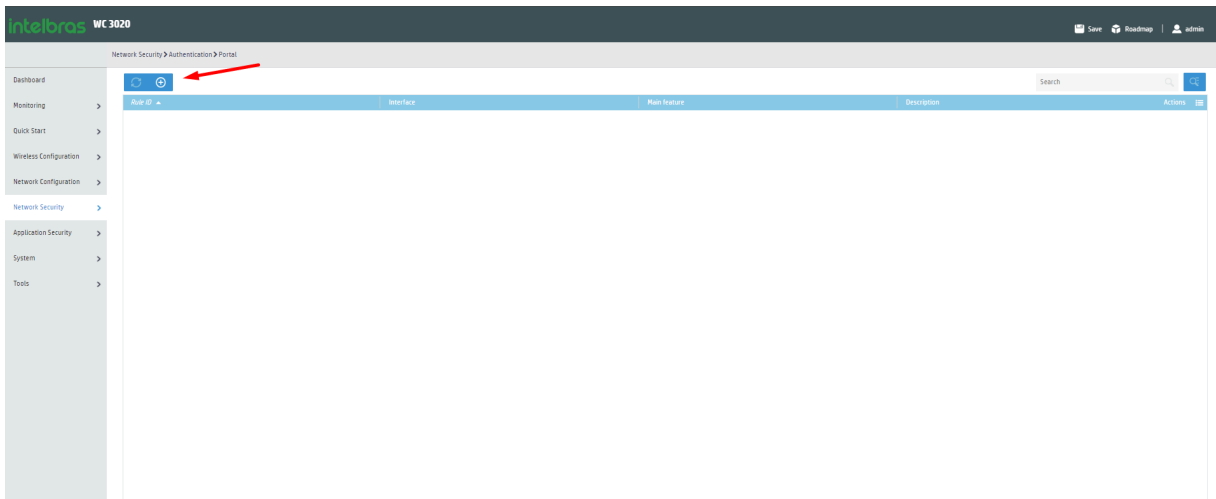 intelbras WC 3020
Save Roadmap | admin
Network Security > Authentication > Portal
Dashboard
Search
Monitoring >
Rule ID Interface Main feature Description Actions
Quick Start >
Wireless Configuration >
Network Configuration >
Network Security >
Application Security >
System >
Tools >